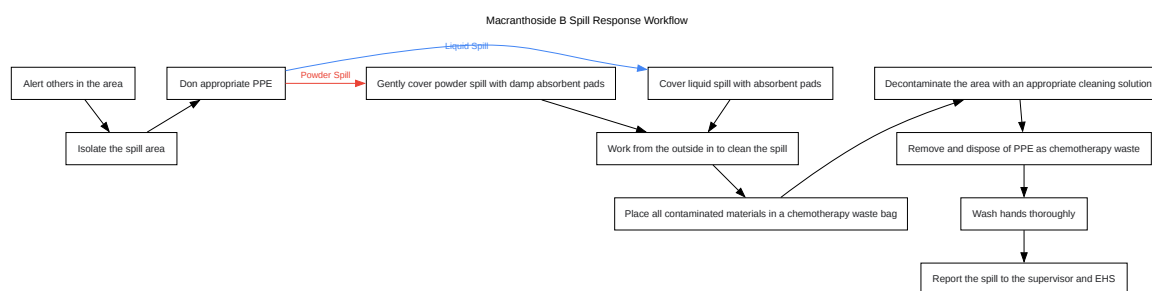 Macranthoside B Spill Response Workflow
Liquid Spill
Powder Spill
Alert others in the area
Don appropriate PPE
Gently cover powder spill with damp absorbent pads
Cover liquid spill with absorbent pads
Decontaminate the area with an appropriate cleaning solution
Isolate the spill area
Work from the outside in to clean the spill
Remove and dispose of PPE as chemotherapy waste
Place all contaminated materials in a chemotherapy waste bag
Wash hands thoroughly
Report the spill to the supervisor and EHS